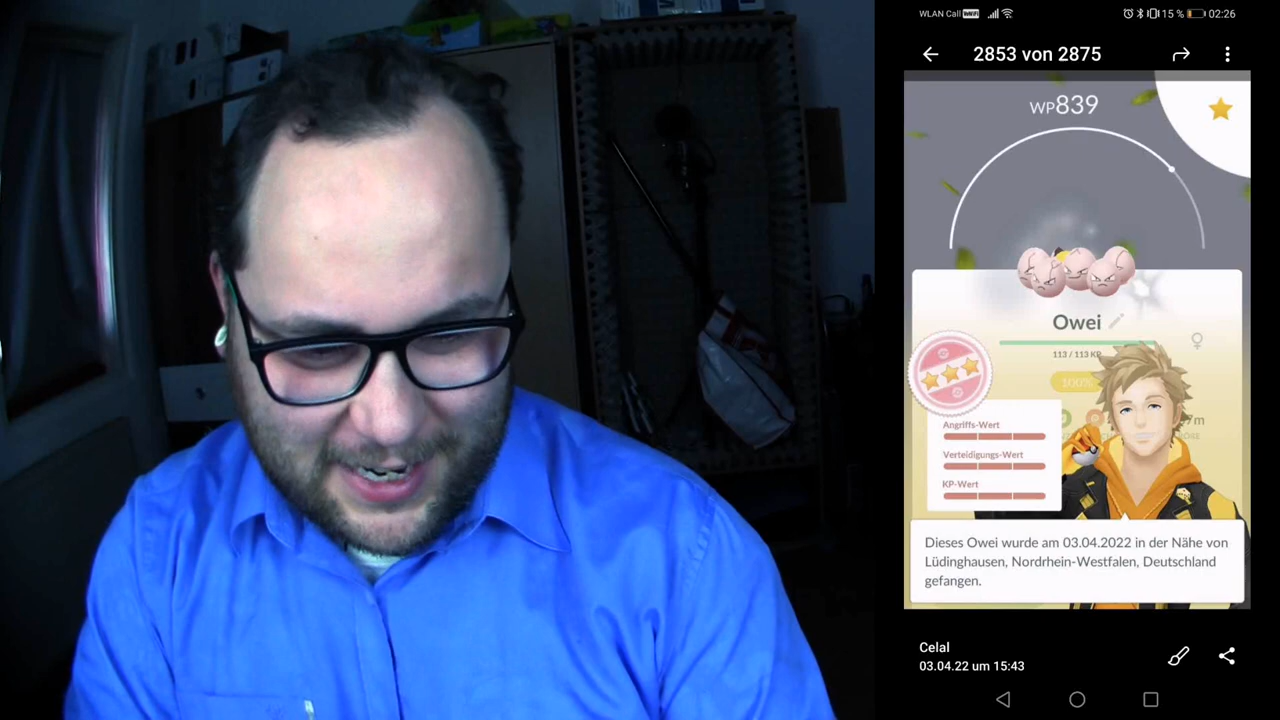 WLAN Call VoWiFi 15 % 02:26
2853 von 2875
WP839
Owei
113 / 113 KP
100%
Angriffs-Wert
Verteidigungs-Wert
KP-Wert
Dieses Owei wurde am 03.04.2022 in der Nähe von
Lüdinghausen, Nordrhein-Westfalen, Deutschland
gefangen.
Celal
03.04.22 um 15:43